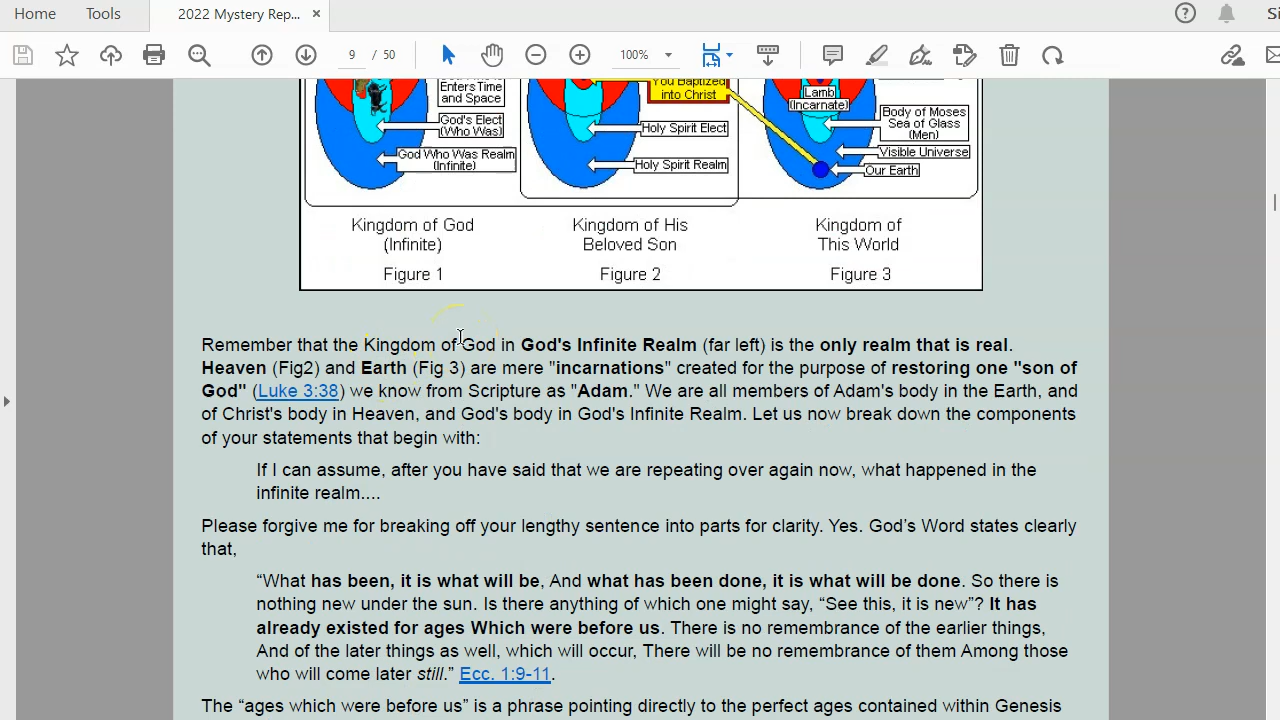 Home Tools 2022 Mystery Rep... × Si
9 / 50 100%
Enters Time
and Space
God's Elect
(Who Was)
God Who Was Realm
(Infinite)
You Baptized
into Christ
Holy Spirit Elect
Holy Spirit Realm
Lamb
(Incarnate)
Body of Moses
Sea of Glass
(Men)
Visible Universe
Our Earth
Kingdom of God
(Infinite)
Figure 1
Kingdom of His
Beloved Son
Figure 2
Kingdom of
This World
Figure 3
Remember that the Kingdom of God in God's Infinite Realm (far left) is the only realm that is real.
Heaven (Fig2) and Earth (Fig 3) are mere "incarnations" created for the purpose of restoring one "son of
God" (Luke 3:38) we know from Scripture as "Adam." We are all members of Adam's body in the Earth, and
of Christ's body in Heaven, and God's body in God's Infinite Realm. Let us now break down the components
of your statements that begin with:
If I can assume, after you have said that we are repeating over again now, what happened in the
infinite realm....
Please forgive me for breaking off your lengthy sentence into parts for clarity. Yes. God’s Word states clearly
that,
“What has been, it is what will be, And what has been done, it is what will be done. So there is
nothing new under the sun. Is there anything of which one might say, “See this, it is new”? It has
already existed for ages Which were before us. There is no remembrance of the earlier things,
And of the later things as well, which will occur, There will be no remembrance of them Among those
who will come later still.” Ecc. 1:9-11.
The “ages which were before us” is a phrase pointing directly to the perfect ages contained within Genesis